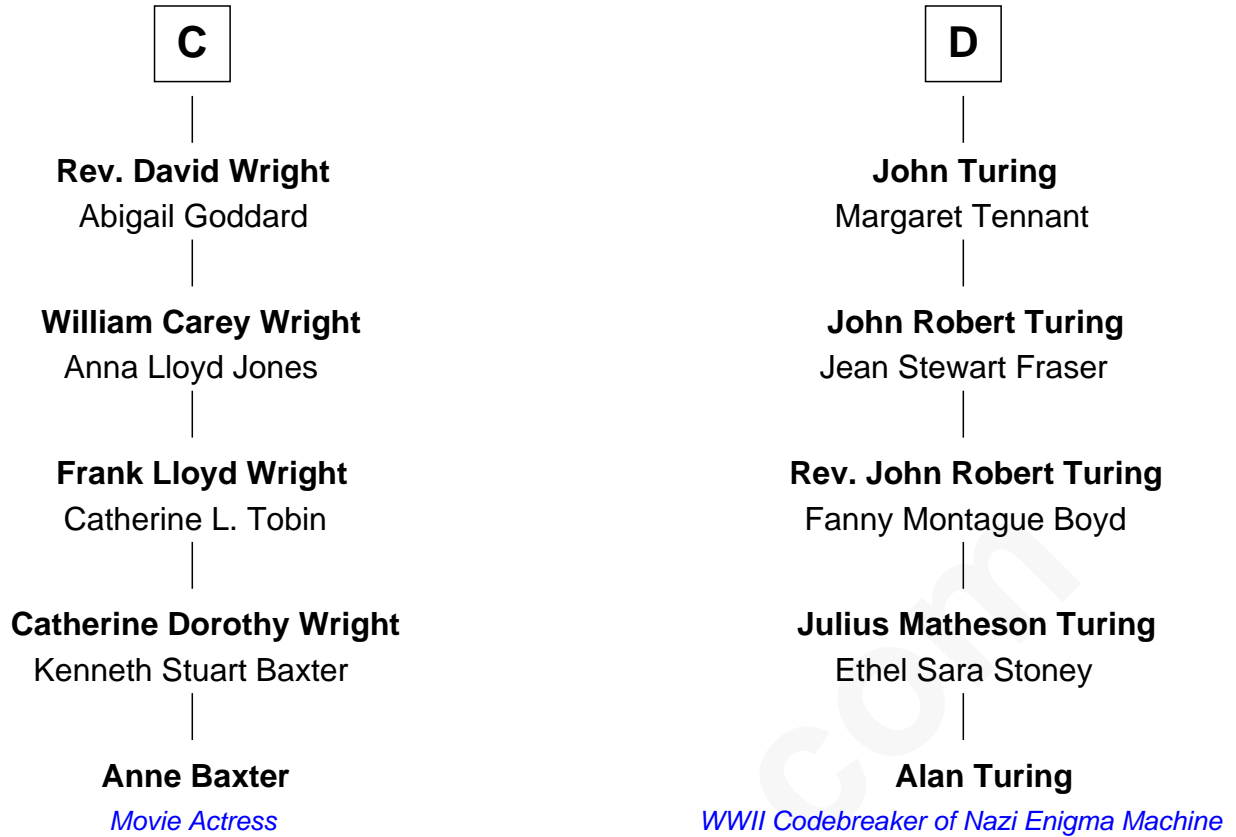 C
Rev. David Wright
Abigail Goddard
William Carey Wright
Anna Lloyd Jones
Frank Lloyd Wright
Catherine L. Tobin
Catherine Dorothy Wright
Kenneth Stuart Baxter
Anne Baxter
Movie Actress
D
John Turing
Margaret Tennant
John Robert Turing
Jean Stewart Fraser
Rev. John Robert Turing
Fanny Montague Boyd
Julius Matheson Turing
Ethel Sara Stoney
Alan Turing
WWII Codebreaker of Nazi Enigma Machine
com